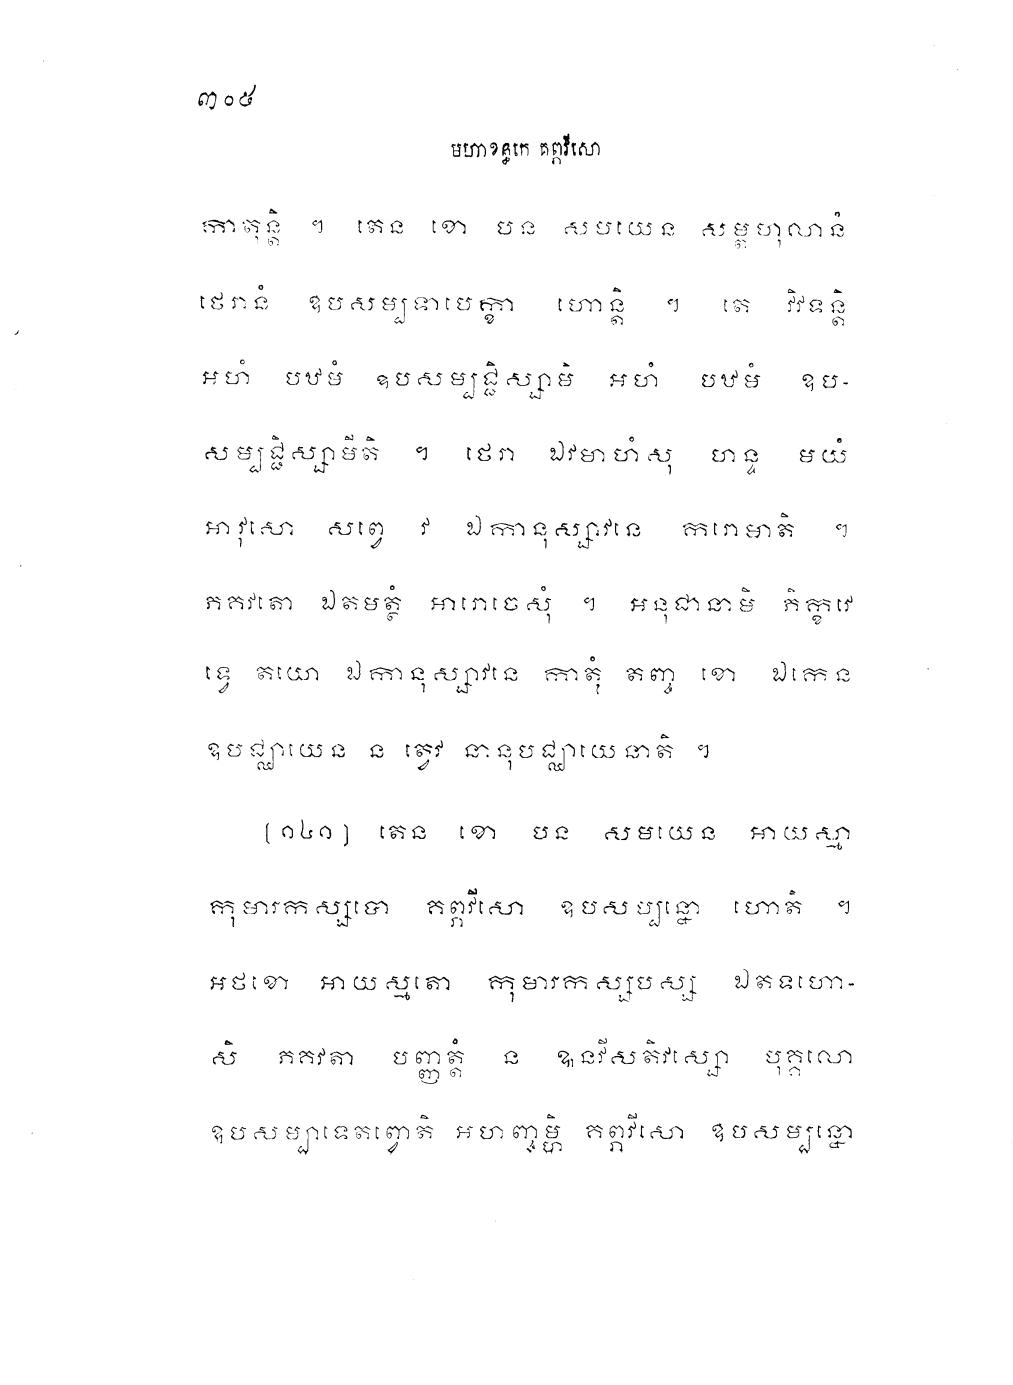 ៣០៥
មហាខន្ធកេ គព្ភវីសោ
កាតុន្តិ ។ តេន ខោ បន សមយេន សម្ពហុលានំ
ថេរានំ ឧបសម្បទាបេក្ខា ហោន្តិ ។ តេ វិវទន្តិ
អហំ បឋមំ ឧបសម្បជ្ជិស្សាមិ អហំ បឋមំ ឧប-
សម្បជ្ជិស្សាមីតិ ។ ថេរា ឯវមាហំសុ ហន្ទ មយំ
អាវុសោ សព្វេ វ ឯកានុស្សាវនេ ករោមាតិ ។
ភគវតោ ឯតមត្ថំ អារោចេសុំ ។ អនុជានាមិ ភិក្ខវេ
ទ្វេ តយោ ឯកានុស្សាវនេ កាតុំ តញ្ច ខោ ឯកេន
ឧបជ្ឈាយេន ន ត្វេវ នានុបជ្ឈាយេនាតិ ។
[១៤១] តេន ខោ បន សមយេន អាយស្មា
កុមារកស្សបោ គព្ភវីសោ ឧបសម្បន្នោ ហោតិ ។
អថខោ អាយស្មតោ កុមារកស្សបស្ស ឯតទហោ-
សិ ភគវតា បញ្ញត្តំ ន ឩនវីសតិវស្សោ បុគ្គលោ
ឧបសម្បាទេតព្វោតិ អហញ្ចម្ហិ គព្ភវីសោ ឧបសម្បន្នោ